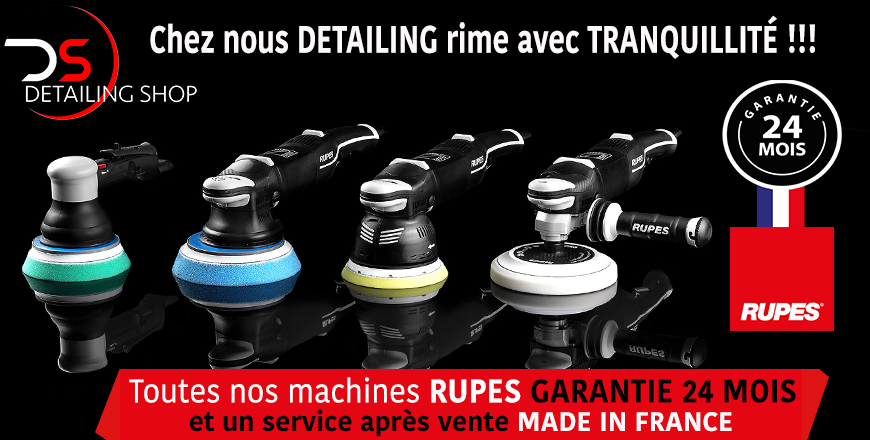 Chez nous DETAILING rime avec TRANQUILLITÉ !!!
DS
DETAILING SHOP
GARANTIE
24
MOIS
RUPES
RUPES
RUPES
RUPES
RUPES
Toutes nos machines RUPES GARANTIE 24 MOIS
et un service après vente MADE IN FRANCE